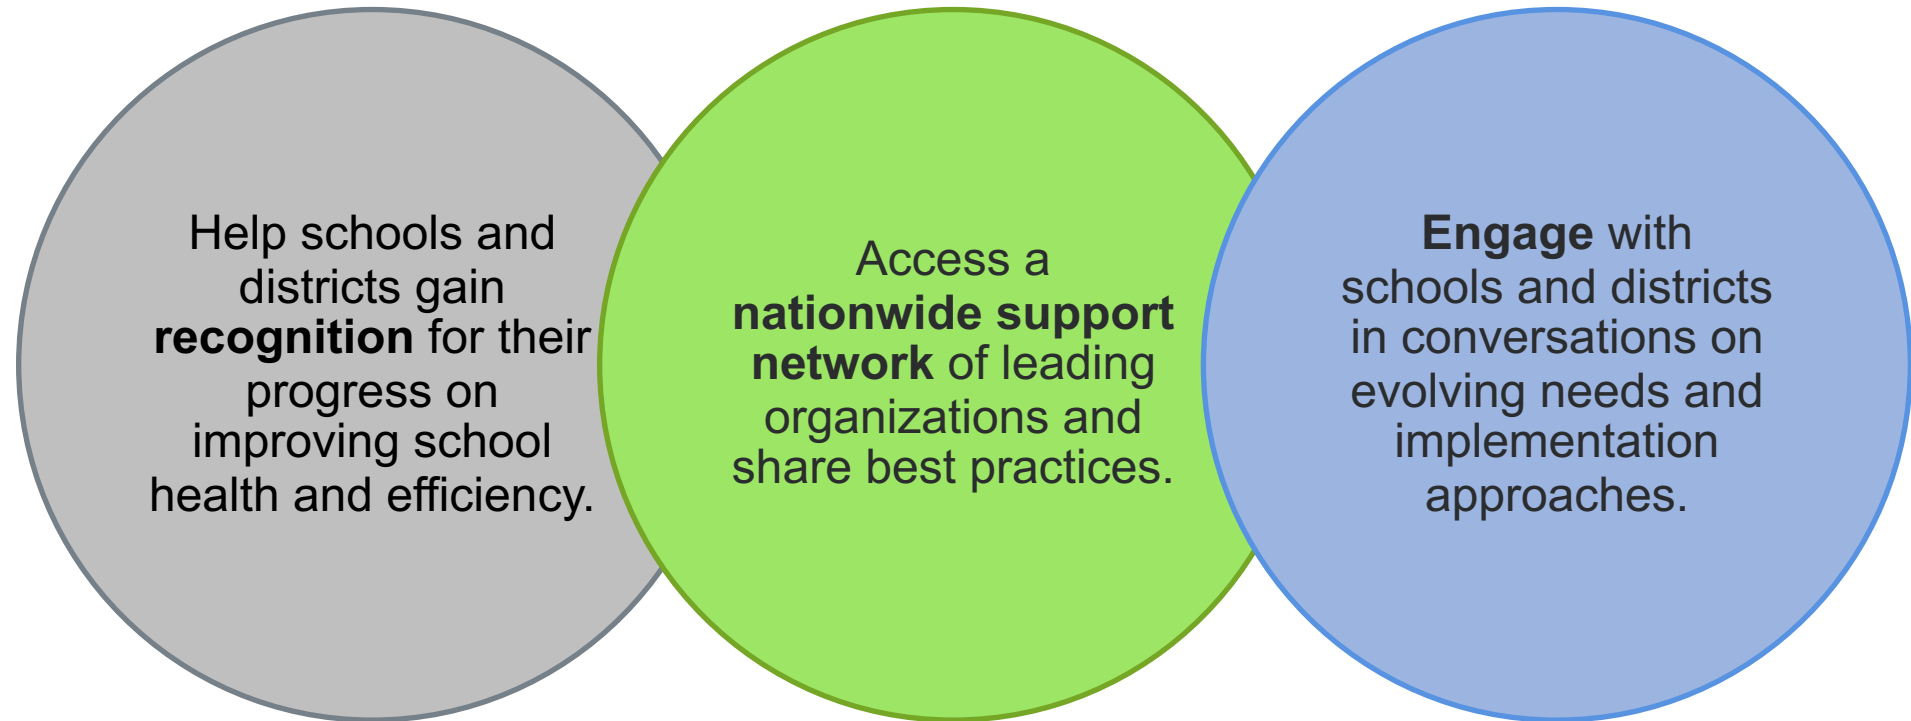 Help schools and
districts gain
recognition for their
progress on
improving school
health and efficiency.
Access a
nationwide support
network of leading
organizations and
share best practices.
Engage with
schools and districts
in conversations on
evolving needs and
implementation
approaches.